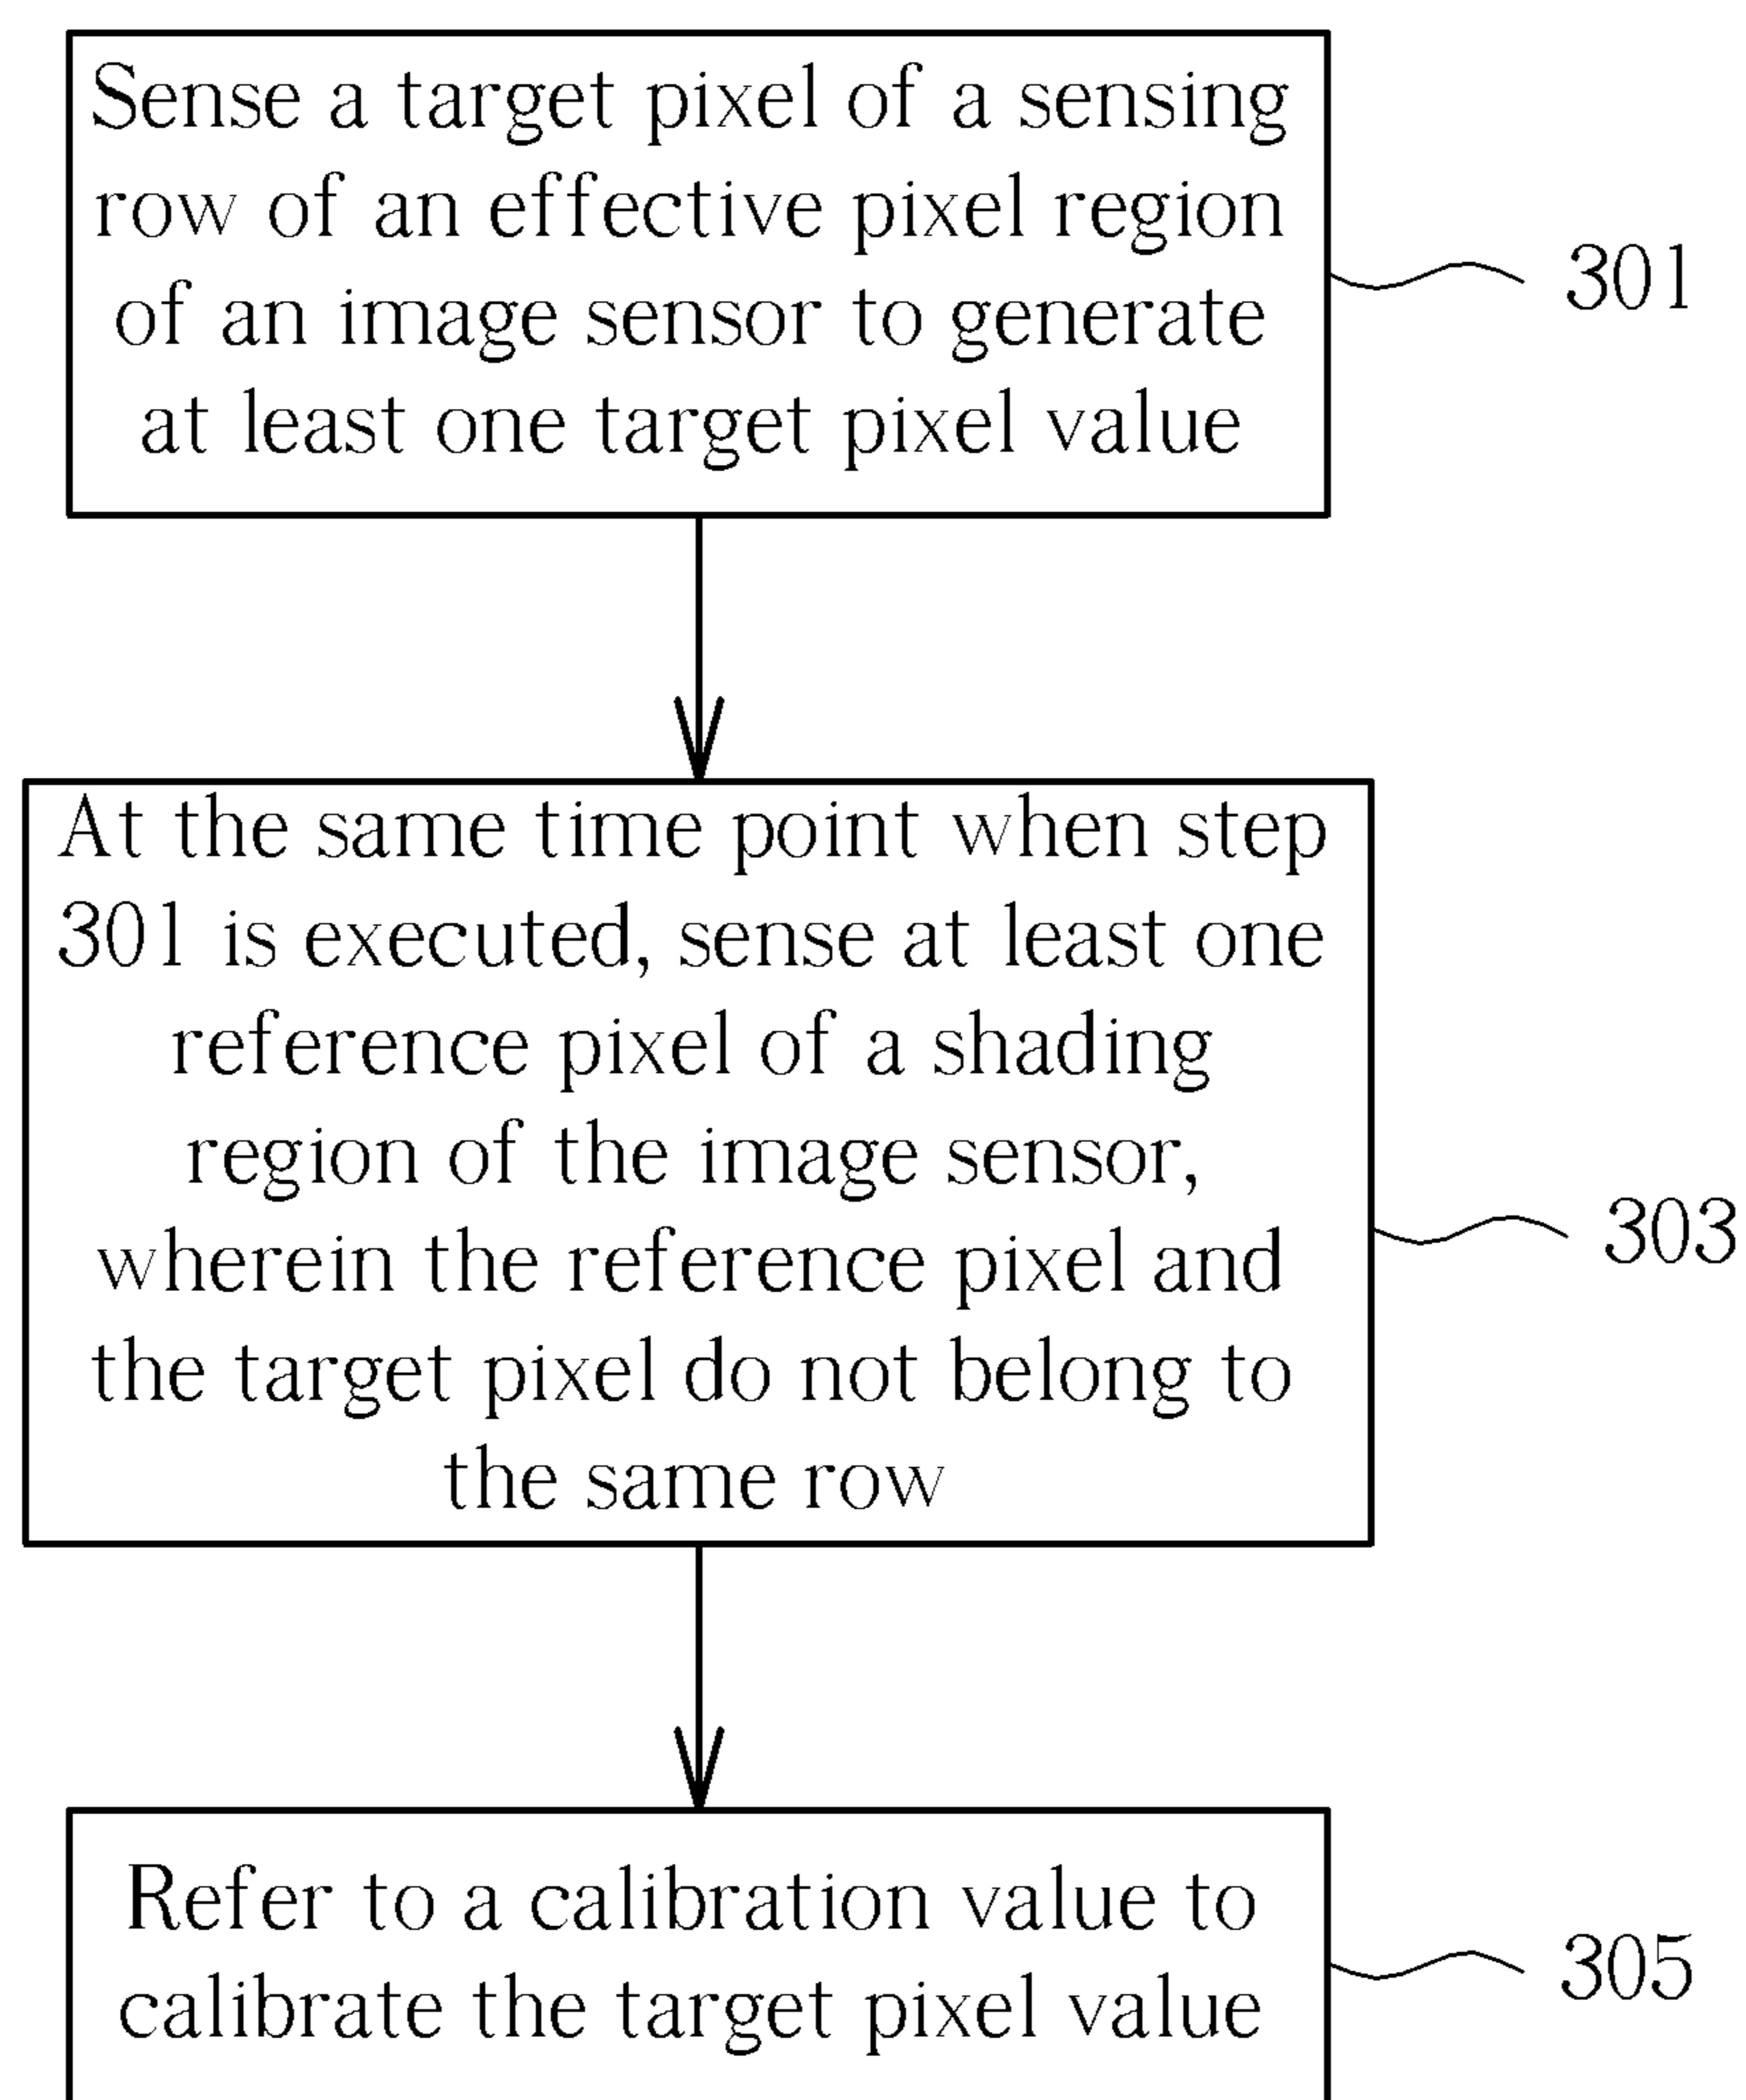 Sense a target pixel of a sensing
row of an effective pixel region
of an image sensor to generate
at least one target pixel value
301
At the same time point when step
301 is executed, sense at least one
reference pixel of a shading
region of the image sensor,
wherein the reference pixel and
the target pixel do not belong to
the same row
303
Refer to a calibration value to
calibrate the target pixel value
305